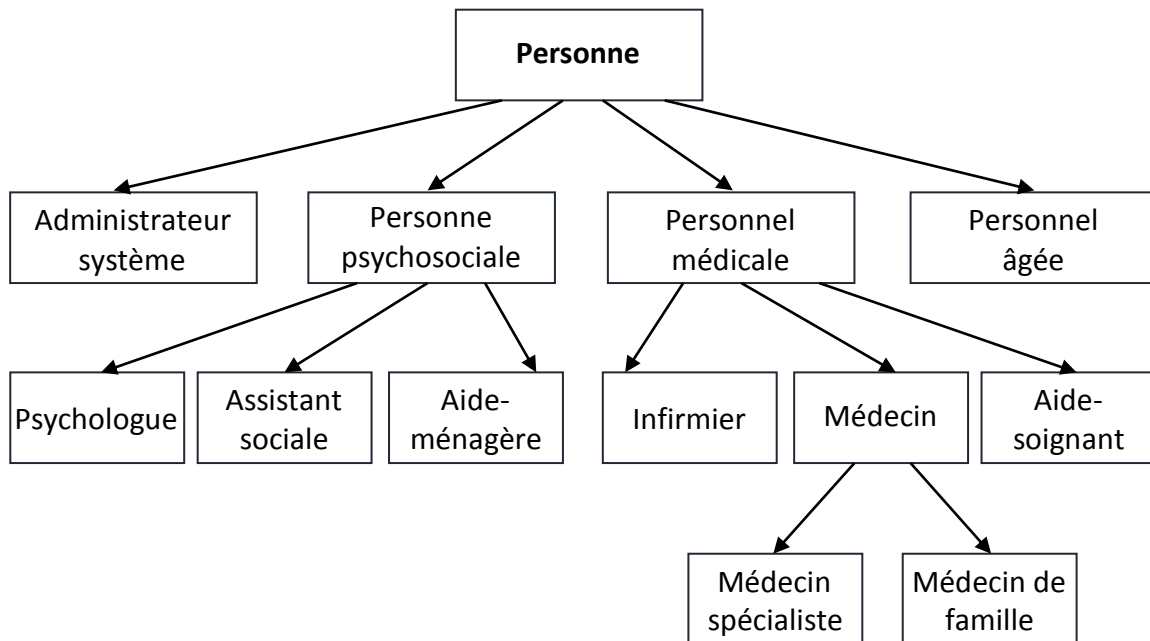 Personne
Administrateur
système
Personne
psychosociale
Personnel
médicale
Personnel
âgée
Psychologue
Assistant
sociale
Aide-
ménagère
Infirmier
Médecin
Aide-
soignant
Médecin
spécialiste
Médecin de
famille